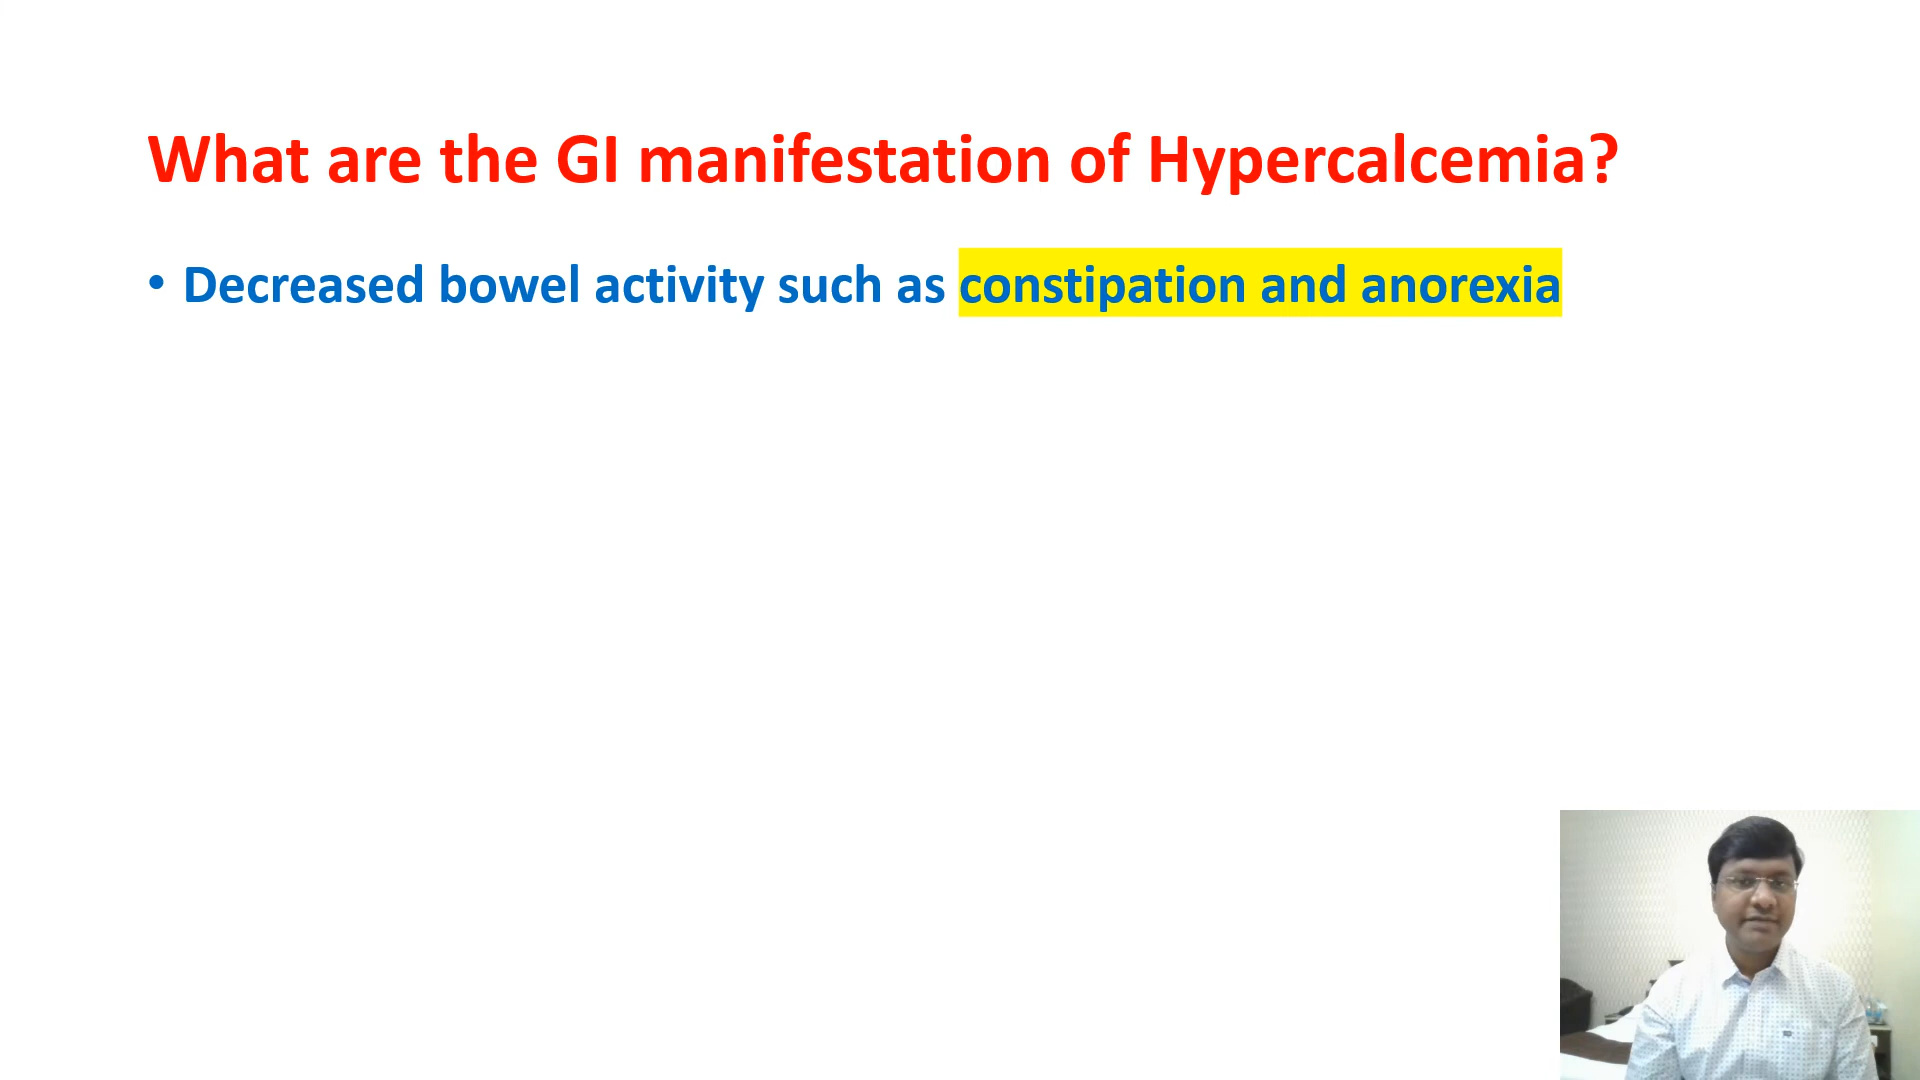 What are the GI manifestation of Hypercalcemia?
• Decreased bowel activity such as constipation and anorexia